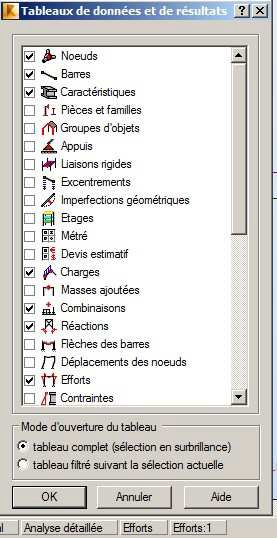 Tableaux de données et de résultats
Noeuds
Barres
Caractéristiques
Pièces et familles
Groupes d'objets
Appuis
Liaisons rigides
Excentrements
Imperfections géométriques
Etages
Métré
Devis estimatif
Charges
Masses ajoutées
Combinaisons
Réactions
Flèches des barres
Déplacements des noeuds
Efforts
Contraintes
Mode d'ouverture du tableau
tableau complet (sélection en surbrillance)
tableau filtré suivant la sélection actuelle
OK Annuler Aide
Analyse détaillée Efforts Efforts:1